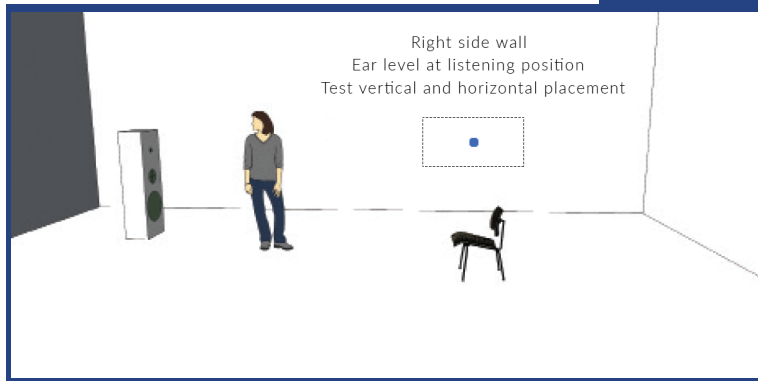 Right side wall
Ear level at listening position
Test vertical and horizontal placement